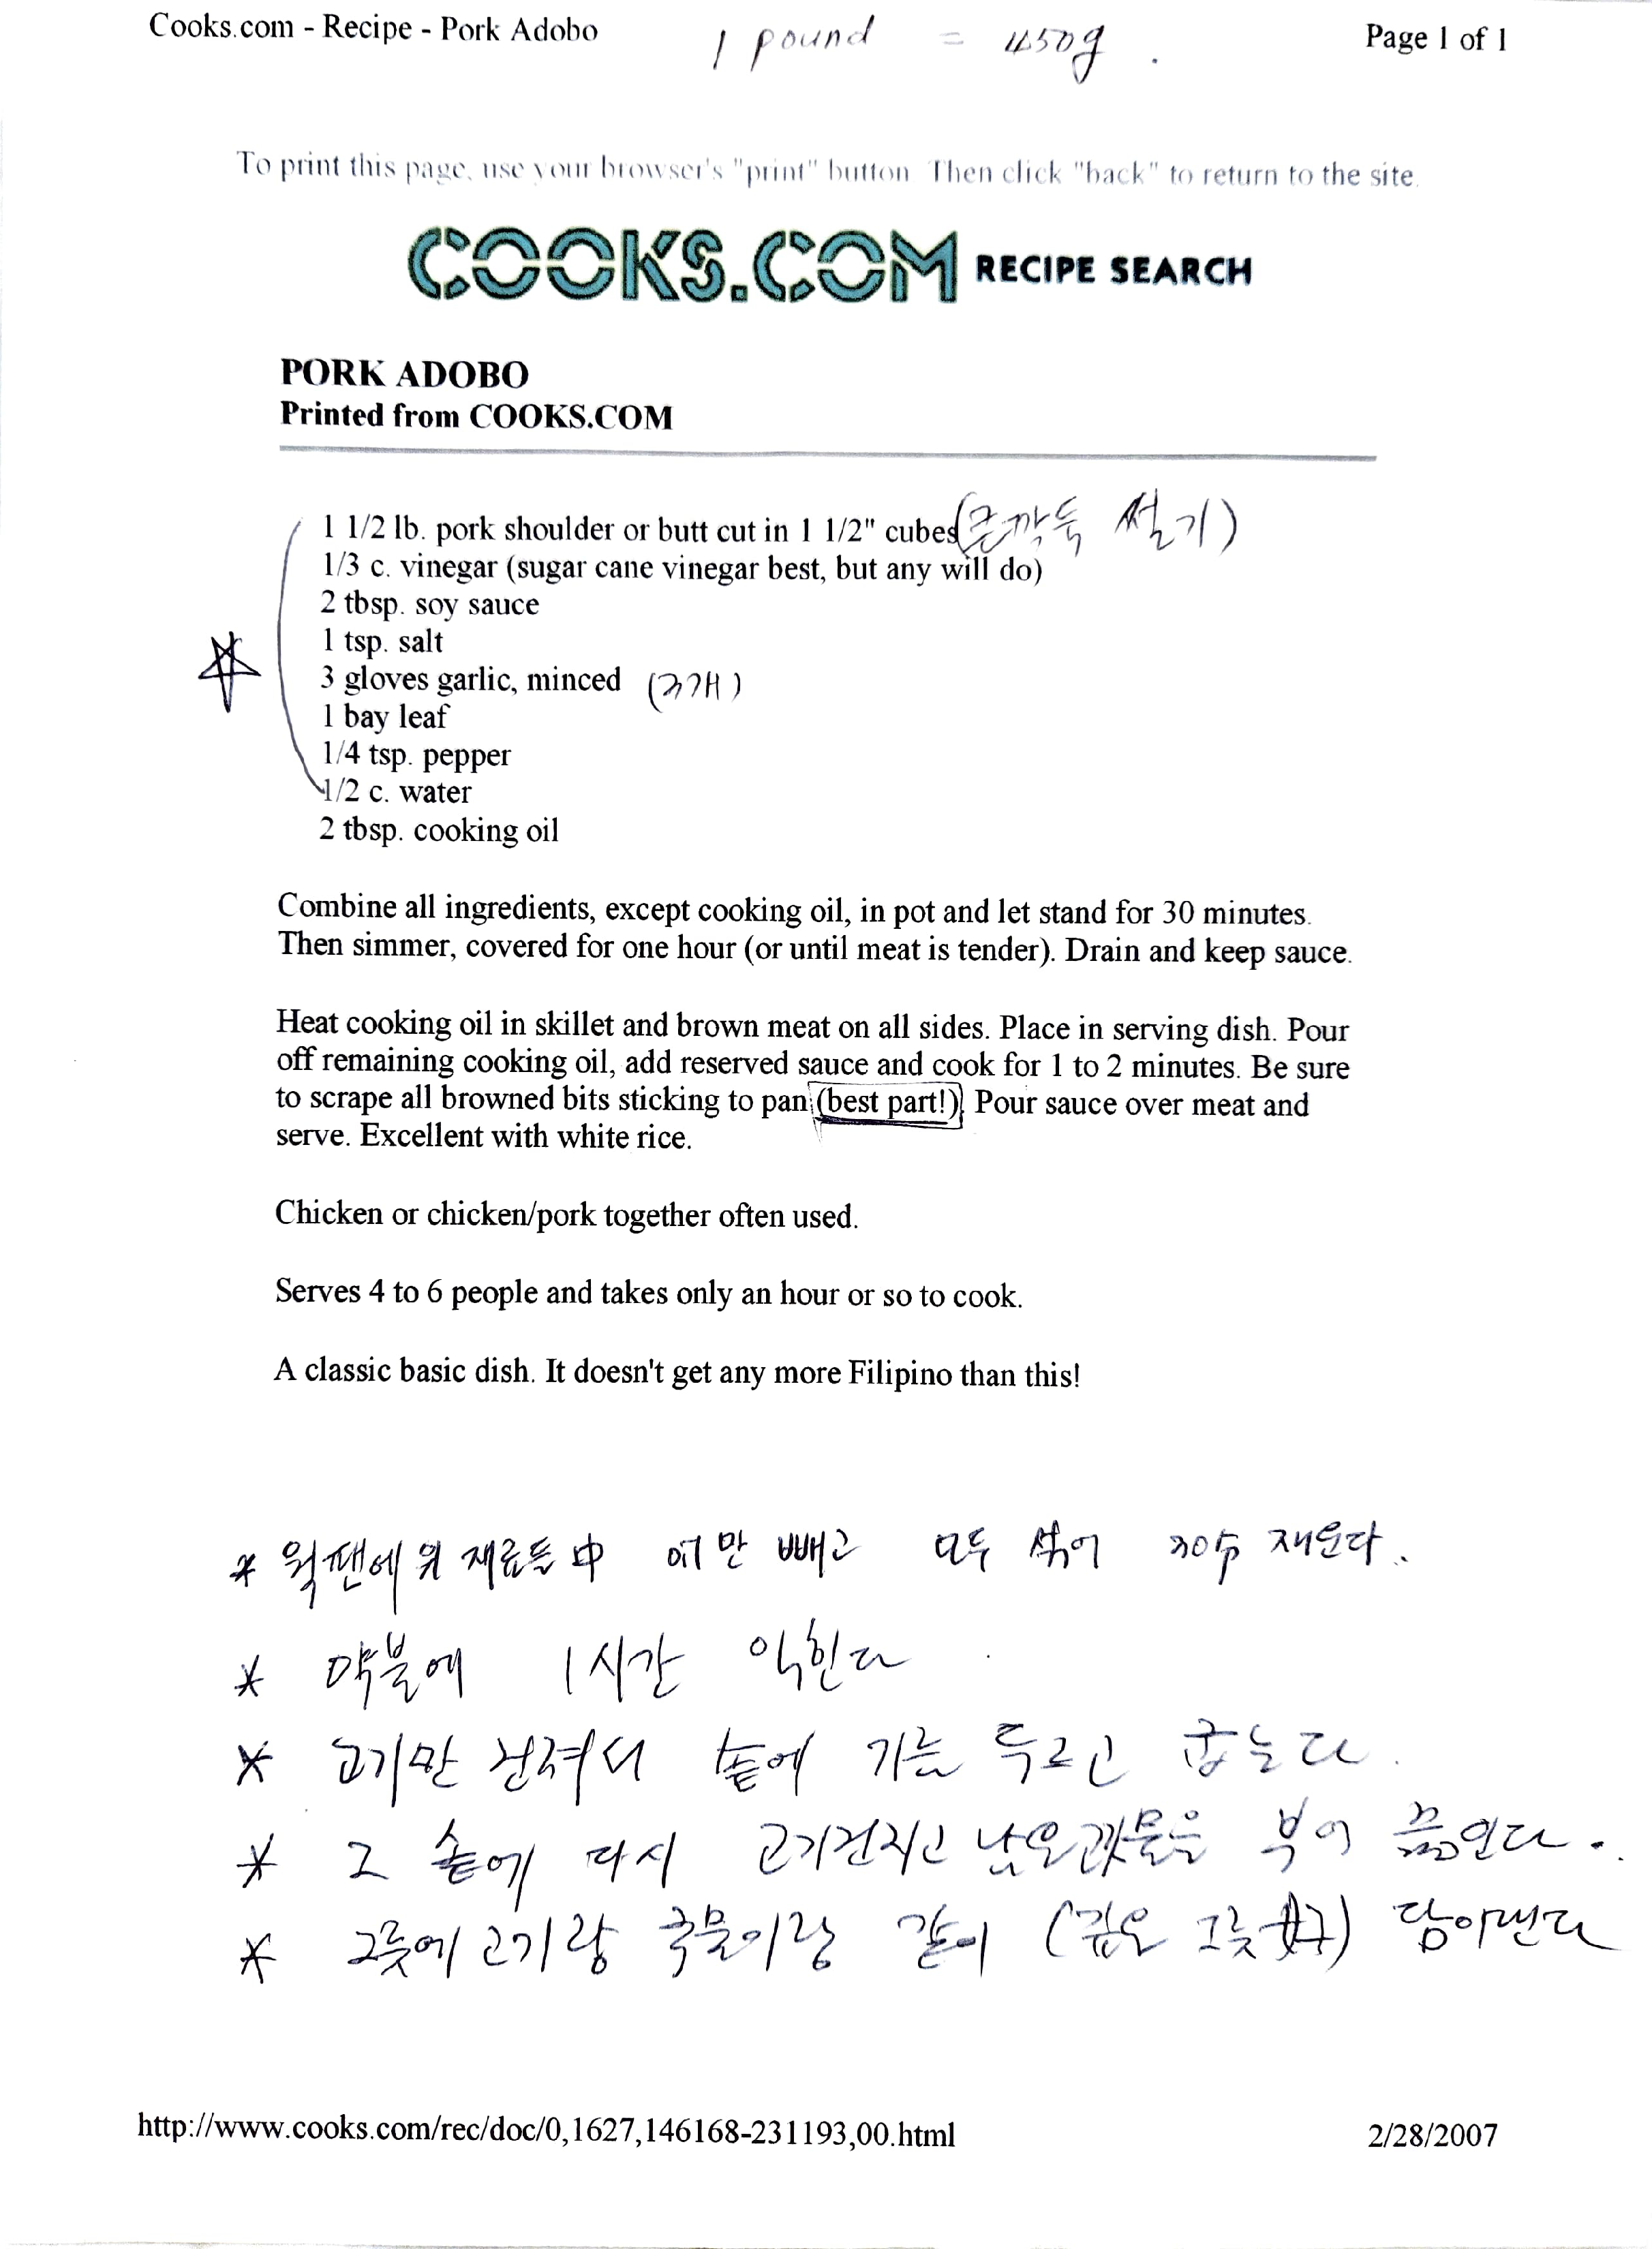 Cooks.com - Recipe - Pork Adobo 1 pound = 450g. Page 1 of 1
To print this page, use your browser's "print" button Then click "back" to return to the site.
COOKS.COM RECIPE SEARCH
PORK ADOBO
Printed from COOKS.COM
1 1/2 lb. pork shoulder or butt cut in 1 1/2" cubes (큰깍둑 썰기)
1/3 c. vinegar (sugar cane vinegar best, but any will do)
2 tbsp. soy sauce
1 tsp. salt
3 gloves garlic, minced (3개)
1 bay leaf
1/4 tsp. pepper
1/2 c. water
2 tbsp. cooking oil
Combine all ingredients, except cooking oil, in pot and let stand for 30 minutes.
Then simmer, covered for one hour (or until meat is tender). Drain and keep sauce.
Heat cooking oil in skillet and brown meat on all sides. Place in serving dish. Pour
off remaining cooking oil, add reserved sauce and cook for 1 to 2 minutes. Be sure
to scrape all browned bits sticking to pan (best part!) Pour sauce over meat and
serve. Excellent with white rice.
Chicken or chicken/pork together often used.
Serves 4 to 6 people and takes only an hour or so to cook.
A classic basic dish. It doesn't get any more Filipino than this!
* 웍팬에 위 재료들 中 만 빼고 모두 섞어 30分 재운다.
* 약불에 1시간 익힌다
* 고기만 건져서 솥에 기름 두르고 굽는다.
* 그 솥에 다시 고기건지고 남은 국물을 부어 끓인다.
* 그릇에 고기랑 국물이랑 같이 (깊은 그릇) 담아낸다
http://www.cooks.com/rec/doc/0,1627,146168-231193,00.html 2/28/2007